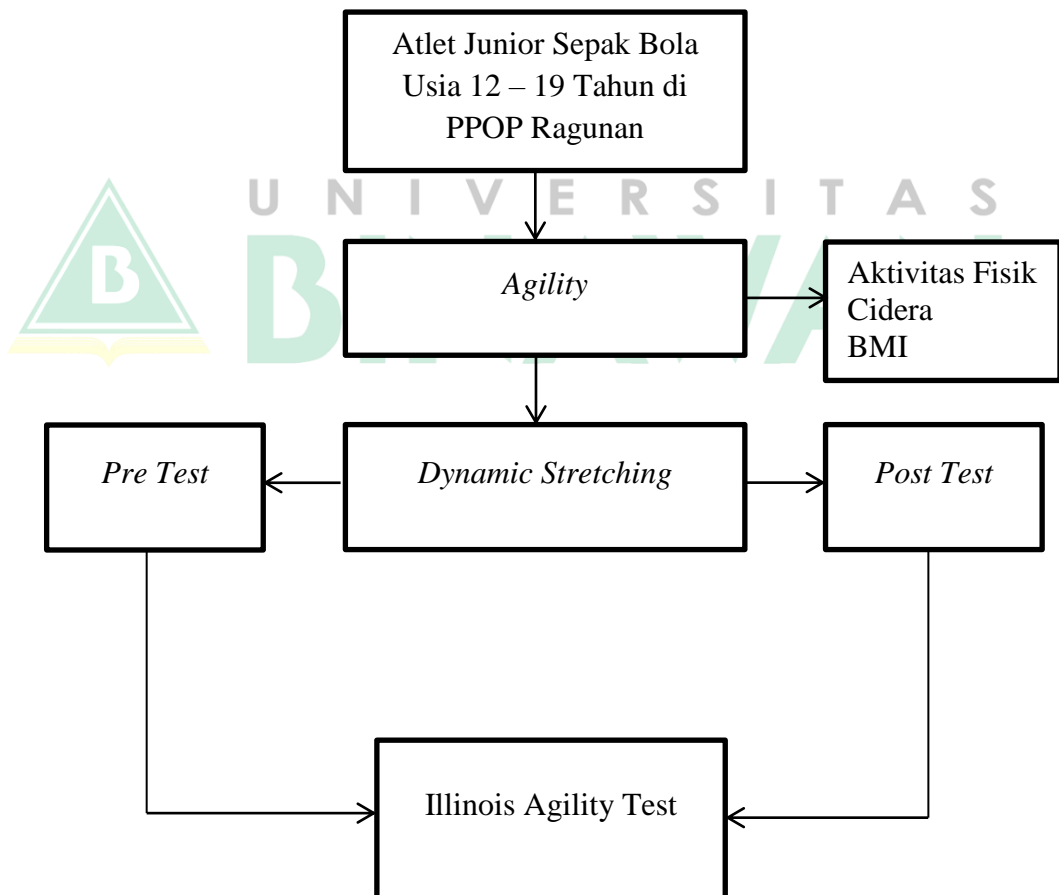 Atlet Junior Sepak Bola
Usia 12 – 19 Tahun di
PPOP Ragunan
UNIVERSITAS
B
Agility
Aktivitas Fisik
Cidera
BMI
Pre Test
Dynamic Stretching
Post Test
Illinois Agility Test